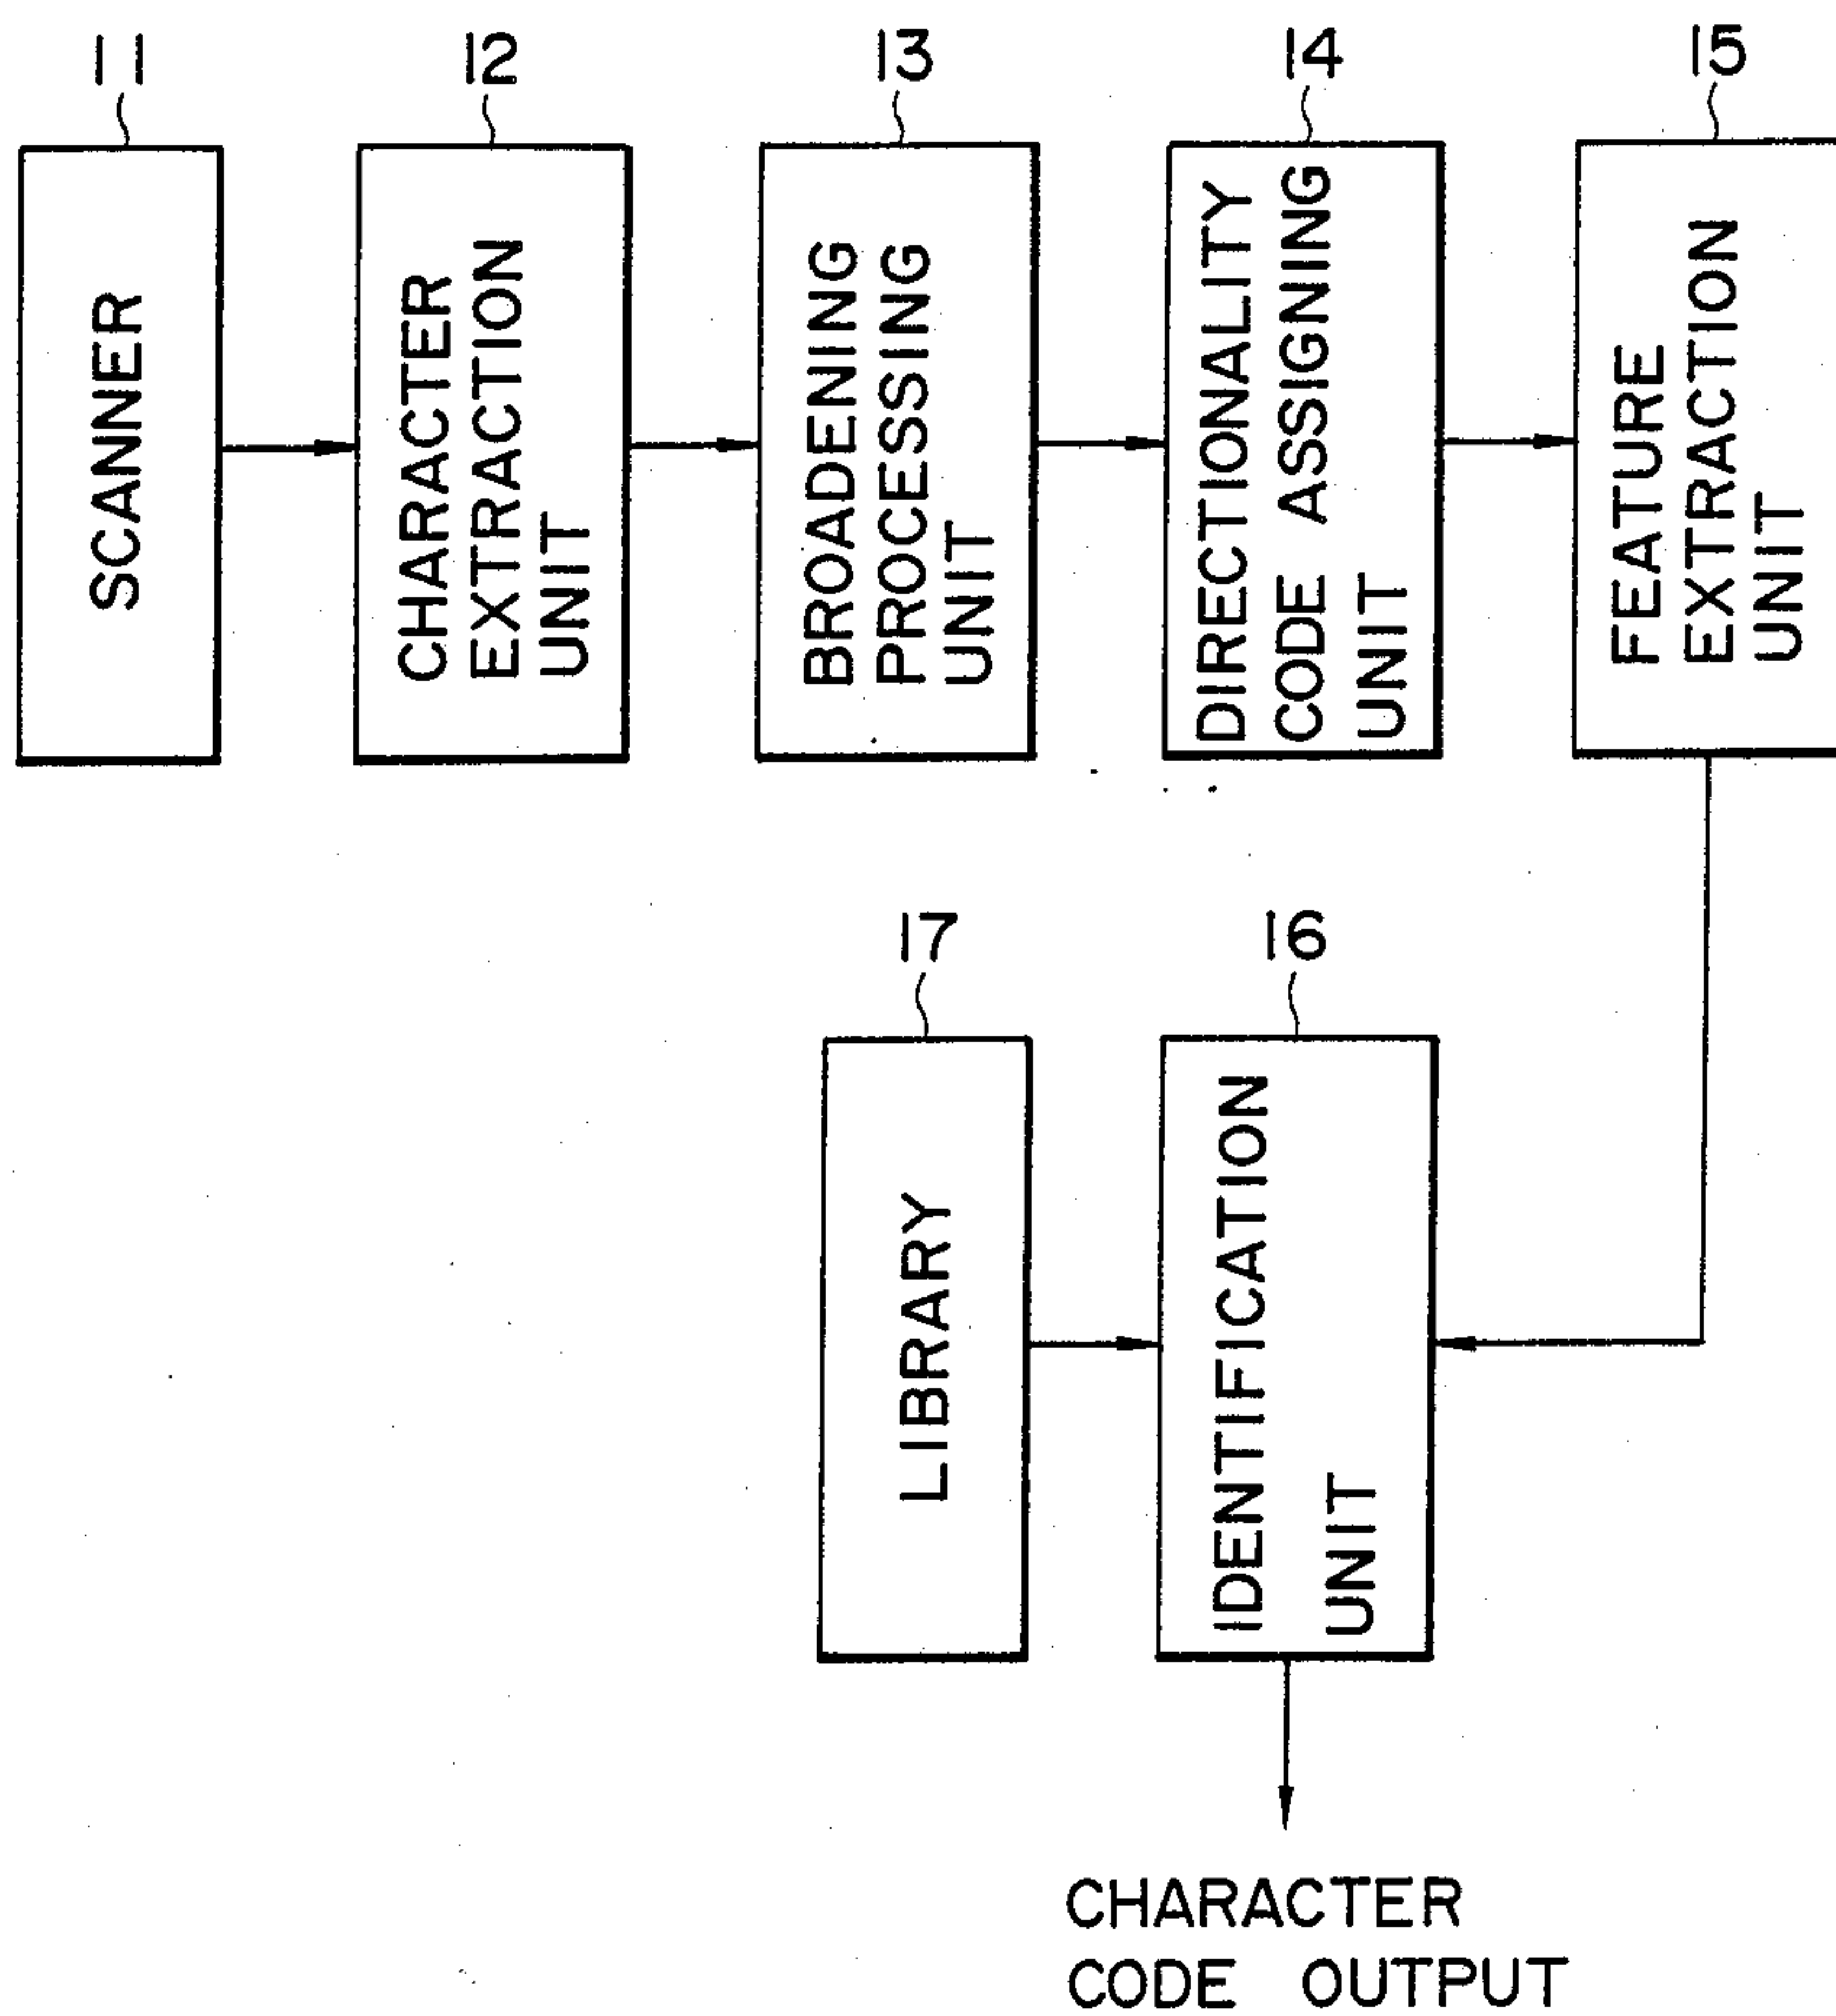 11
SCANNER
12
CHARACTER
EXTRACTION
UNIT
13
BROADENING
PROCESSING
UNIT
14
DIRECTIONALITY
CODE ASSIGNING
UNIT
15
FEATURE
EXTRACTION
UNIT
17
LIBRARY
16
IDENTIFICATION
UNIT
CHARACTER
CODE OUTPUT